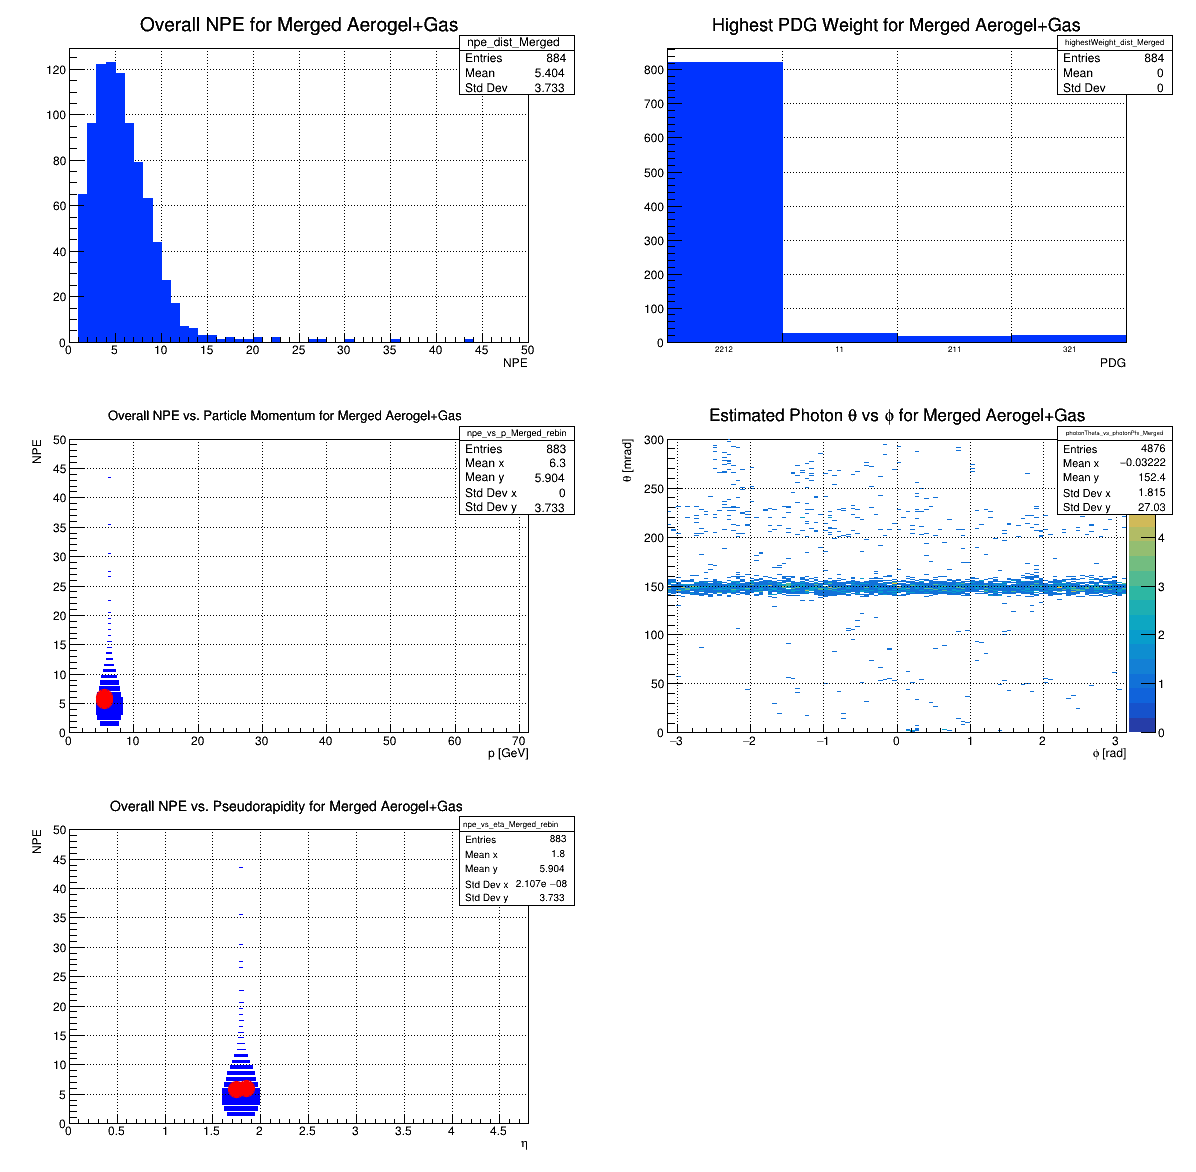 Overall NPE for Merged Aerogel+Gas
npe_dist_Merged
Entries 884
Mean 5.404
Std Dev 3.733
120
100
80
60
40
20
0
0 5 10 15 20 25 30 35 40 45 50
NPE
Highest PDG Weight for Merged Aerogel+Gas
highestWeight_dist_Merged
Entries 884
Mean 0
Std Dev 0
800
700
600
500
400
300
200
100
0
2212 11 211 321
PDG
Overall NPE vs. Particle Momentum for Merged Aerogel+Gas
npe_vs_p_Merged_rebin
Entries 883
Mean x 6.3
Mean y 5.904
Std Dev x 0
Std Dev y 3.733
NPE
50
45
40
35
30
25
20
15
10
5
0
0 10 20 30 40 50 60 70
p [GeV]
Estimated Photon θ vs ϕ for Merged Aerogel+Gas
photonTheta_vs_photonPhi_Merged
Entries 4876
Mean x −0.03222
Mean y 152.4
Std Dev x 1.815
Std Dev y 27.03
θ [mrad]
300
250
200
150
100
50
0
−3 −2 −1 0 1 2 3
ϕ [rad]
4
3
2
1
0
Overall NPE vs. Pseudorapidity for Merged Aerogel+Gas
npe_vs_eta_Merged_rebin
Entries 883
Mean x 1.8
Mean y 5.904
Std Dev x 2.107e −08
Std Dev y 3.733
NPE
50
45
40
35
30
25
20
15
10
5
0
0 0.5 1 1.5 2 2.5 3 3.5 4 4.5
η